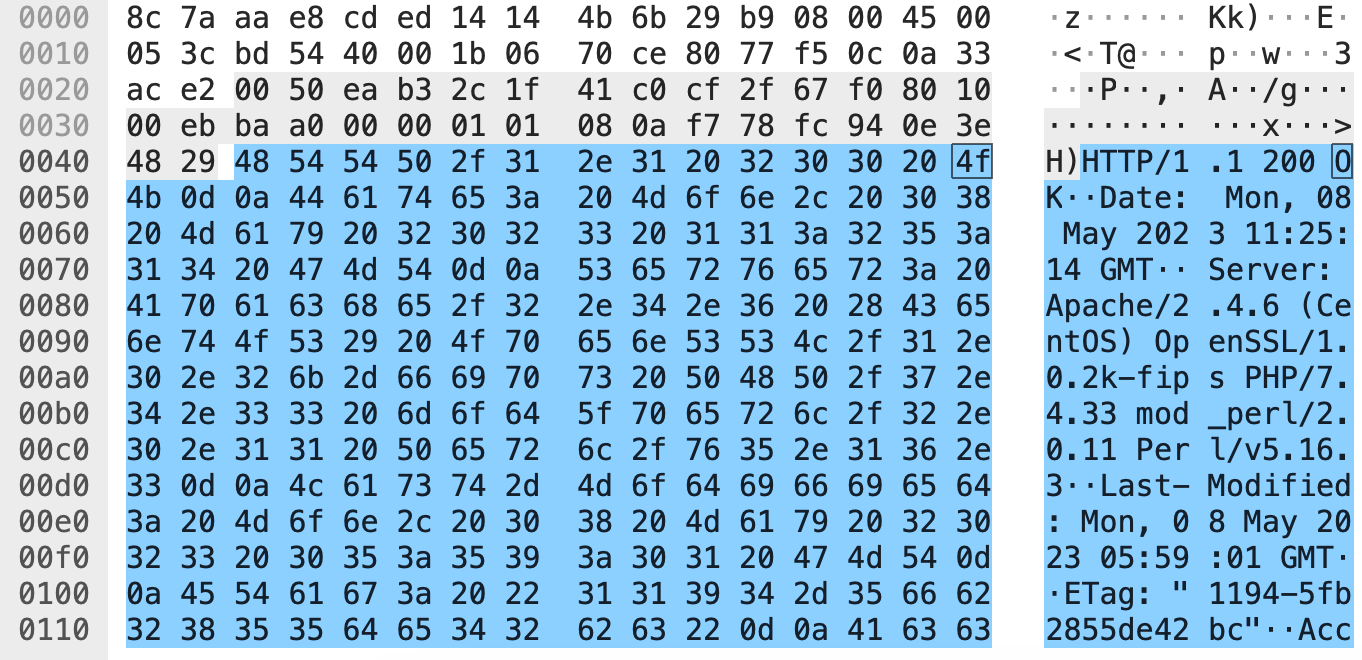 0000 8c 7a aa e8 cd ed 14 14 4b 6b 29 b9 08 00 45 00 ·z······ Kk)···E·
0010 05 3c bd 54 40 00 1b 06 70 ce 80 77 f5 0c 0a 33 ·<·T@··· p··w···3
0020 ac e2 00 50 ea b3 2c 1f 41 c0 cf 2f 67 f0 80 10 ···P··,· A··/g···
0030 00 eb ba a0 00 00 01 01 08 0a f7 78 fc 94 0e 3e ········ ···x···>
0040 48 29 48 54 54 50 2f 31 2e 31 20 32 30 30 20 4f H)HTTP/1 .1 200 O
0050 4b 0d 0a 44 61 74 65 3a 20 4d 6f 6e 2c 20 30 38 K··Date: Mon, 08
0060 20 4d 61 79 20 32 30 32 33 20 31 31 3a 32 35 3a May 202 3 11:25:
0070 31 34 20 47 4d 54 0d 0a 53 65 72 76 65 72 3a 20 14 GMT·· Server:
0080 41 70 61 63 68 65 2f 32 2e 34 2e 36 20 28 43 65 Apache/2 .4.6 (Ce
0090 6e 74 4f 53 29 20 4f 70 65 6e 53 53 4c 2f 31 2e ntOS) Op enSSL/1.
00a0 30 2e 32 6b 2d 66 69 70 73 20 50 48 50 2f 37 2e 0.2k-fip s PHP/7.
00b0 34 2e 33 33 20 6d 6f 64 5f 70 65 72 6c 2f 32 2e 4.33 mod _perl/2.
00c0 30 2e 31 31 20 50 65 72 6c 2f 76 35 2e 31 36 2e 0.11 Per l/v5.16.
00d0 33 0d 0a 4c 61 73 74 2d 4d 6f 64 69 66 69 65 64 3··Last- Modified
00e0 3a 20 4d 6f 6e 2c 20 30 38 20 4d 61 79 20 32 30 : Mon, 0 8 May 20
00f0 32 33 20 30 35 3a 35 39 3a 30 31 20 47 4d 54 0d 23 05:59 :01 GMT·
0100 0a 45 54 61 67 3a 20 22 31 31 39 34 2d 35 66 62 ·ETag: " 1194-5fb
0110 32 38 35 35 64 65 34 32 62 63 22 0d 0a 41 63 63 2855de42 bc"··Acc